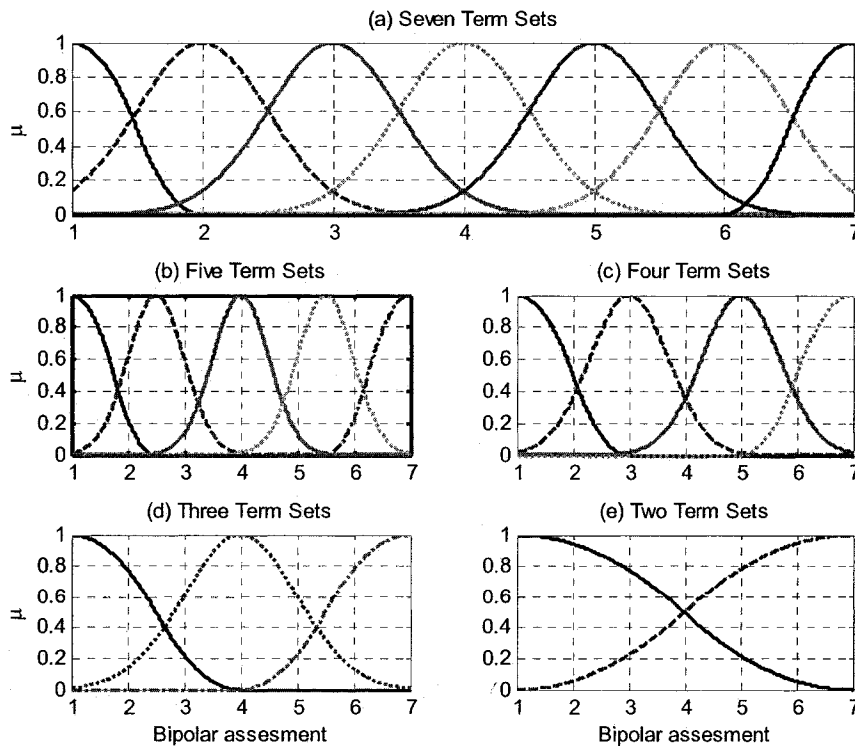 (a) Seven Term Sets
1
0.8
0.6
0.4
0.2
0
μ
1 2 3 4 5 6 7
(b) Five Term Sets
1
0.8
0.6
0.4
0.2
0
μ
1 2 3 4 5 6 7
(c) Four Term Sets
1
0.8
0.6
0.4
0.2
0
1 2 3 4 5 6 7
(d) Three Term Sets
1
0.8
0.6
0.4
0.2
0
μ
1 2 3 4 5 6 7
Bipolar assesment
(e) Two Term Sets
1
0.8
0.6
0.4
0.2
0
1 2 3 4 5 6 7
Bipolar assesment